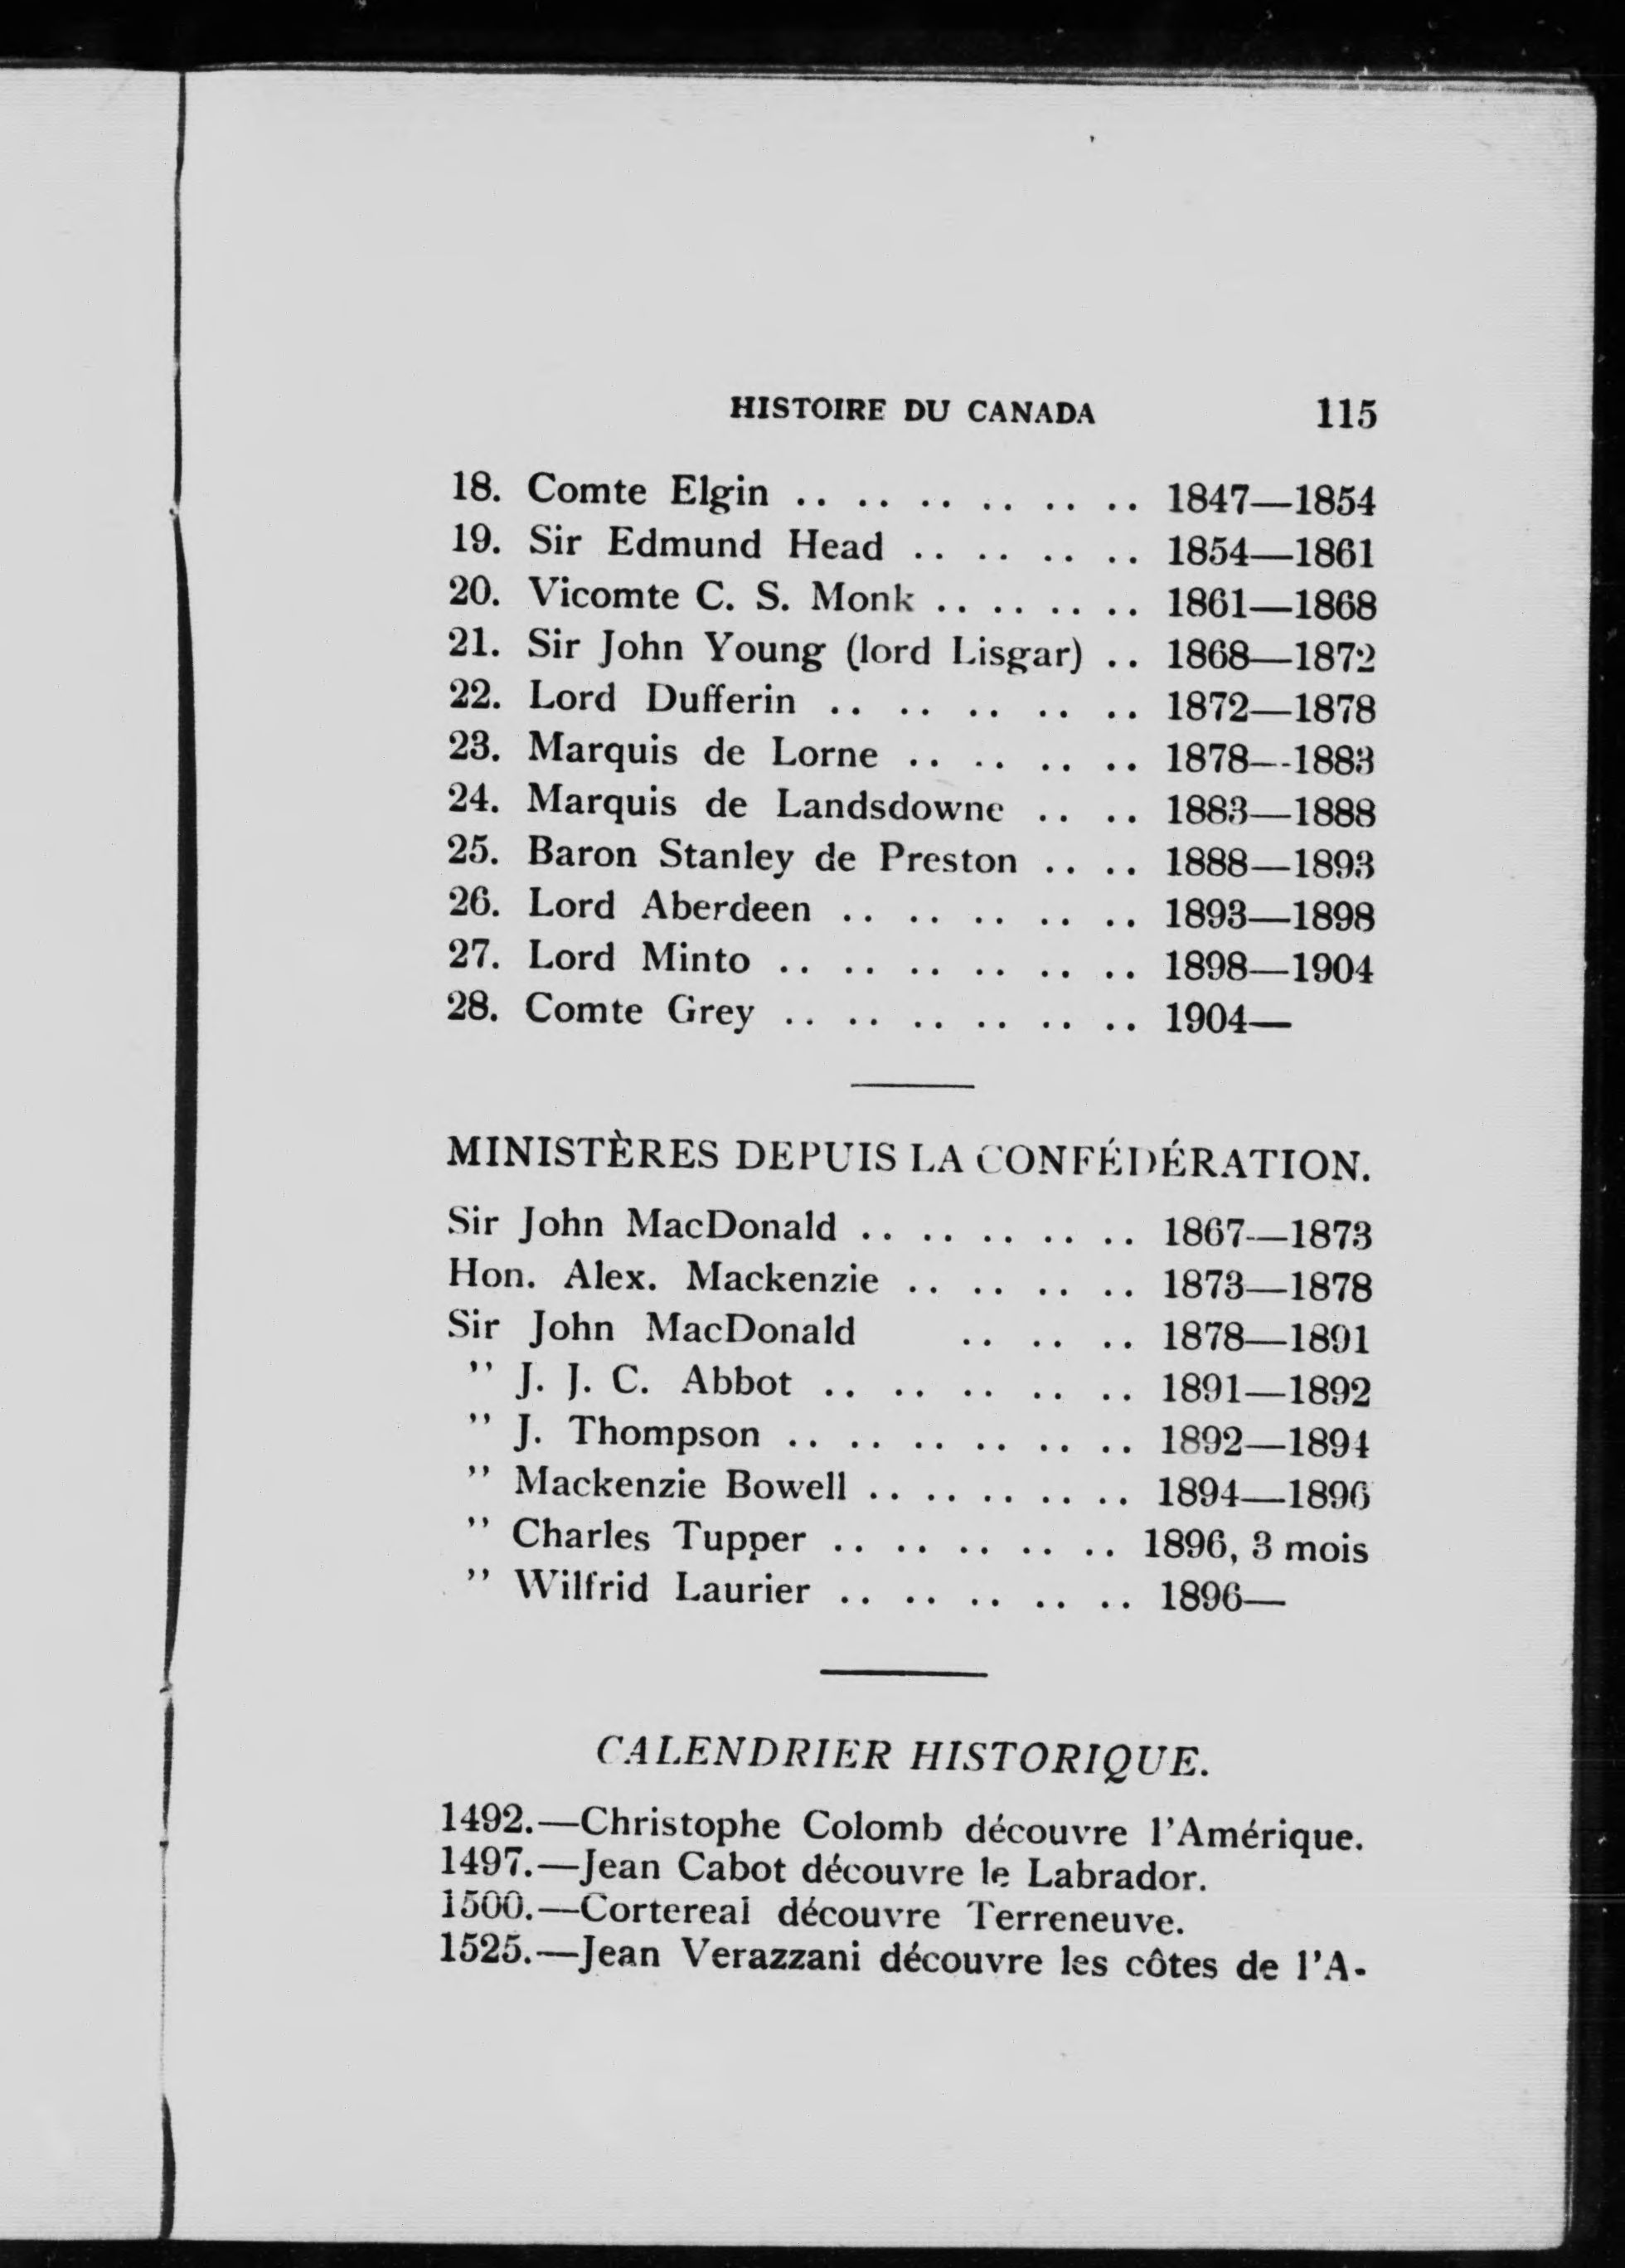 HISTOIRE DU CANADA 115
18. Comte Elgin .. .. .. .. .. .. 1847—1854
19. Sir Edmund Head .. .. .. .. 1854—1861
20. Vicomte C. S. Monk .. .. .. .. 1861—1868
21. Sir John Young (lord Lisgar) .. 1868—1872
22. Lord Dufferin .. .. .. .. .. 1872—1878
23. Marquis de Lorne .. .. .. .. 1878—1883
24. Marquis de Landsdowne .. .. 1883—1888
25. Baron Stanley de Preston .. .. 1888—1893
26. Lord Aberdeen .. .. .. .. .. 1893—1898
27. Lord Minto .. .. .. .. .. .. 1898—1904
28. Comte Grey .. .. .. .. .. .. 1904—
MINISTÈRES DEPUIS LA CONFÉDÉRATION.
Sir John MacDonald .. .. .. .. .. 1867—1873
Hon. Alex. Mackenzie .. .. .. .. 1873—1878
Sir John MacDonald .. .. .. 1878—1891
" J. J. C. Abbot .. .. .. .. .. 1891—1892
" J. Thompson .. .. .. .. .. .. 1892—1894
" Mackenzie Bowell .. .. .. .. .. 1894—1896
" Charles Tupper .. .. .. .. .. 1896, 3 mois
" Wilfrid Laurier .. .. .. .. .. 1896—
CALENDRIER HISTORIQUE.
1492.—Christophe Colomb découvre l'Amérique.
1497.—Jean Cabot découvre le Labrador.
1500.—Cortereal découvre Terreneuve.
1525.—Jean Verazzani découvre les côtes de l'A-